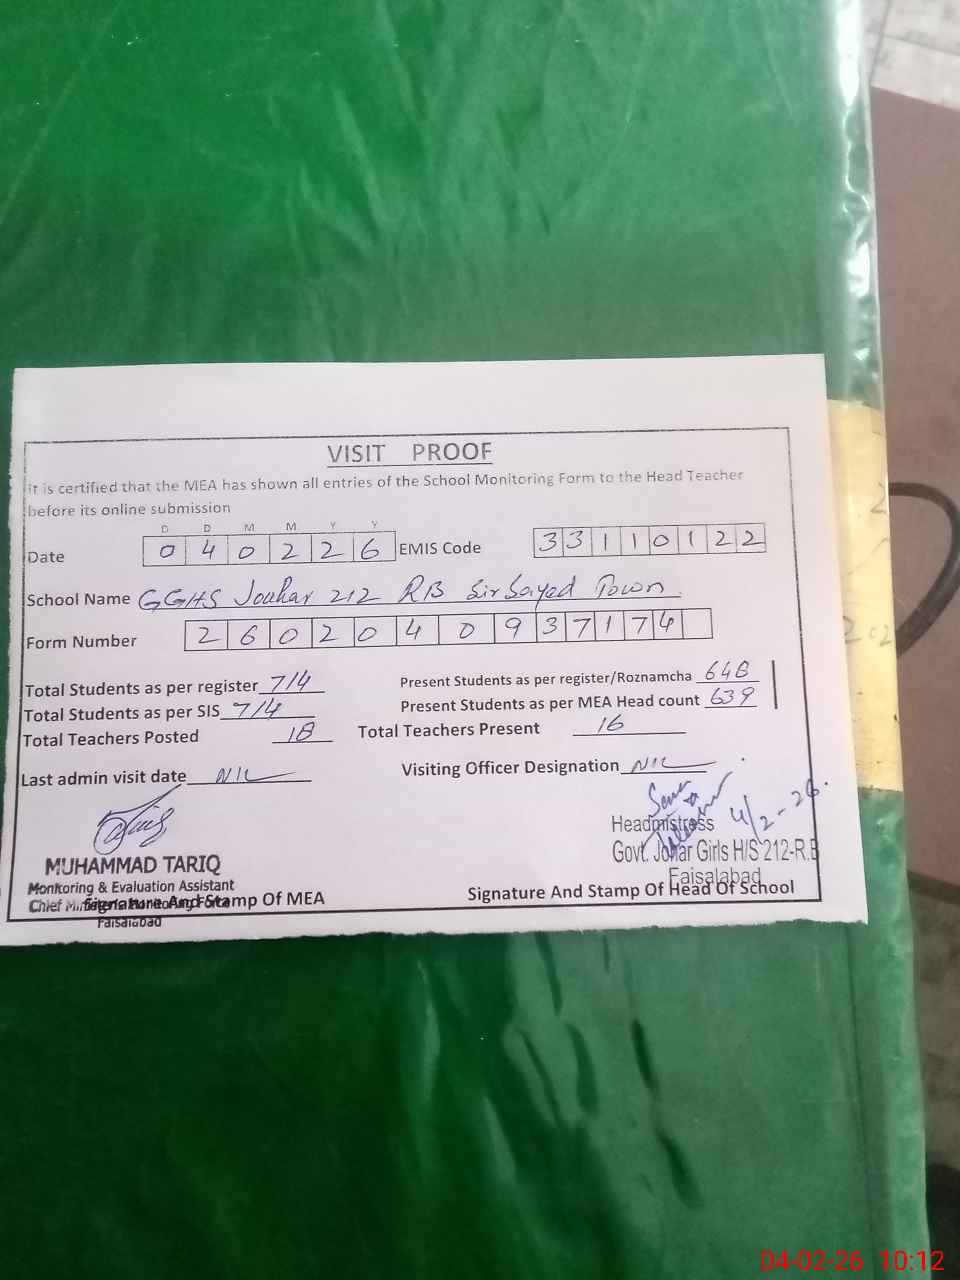 VISIT PROOF
it is certified that the MEA has shown all entries of the School Monitoring Form to the Head Teacher
before its online submission
D D M M Y Y
Date 0 4 0 2 2 6 EMIS Code 3 3 1 1 0 1 2 2
School Name GGHS Jouhar 212 RB Sir Sayed Town.
Form Number 2 6 0 2 0 4 0 9 3 7 1 7 4
Total Students as per register 714 Present Students as per register/Roznamcha 648
Total Students as per SIS 714 Present Students as per MEA Head count 639
Total Teachers Posted 18 Total Teachers Present 16
Last admin visit date NIL Visiting Officer Designation NIL
4/2-26.
Headmistress
Govt. Johar Girls H/S 212-R.B
Faisalabad
MUHAMMAD TARIQ
Monitoring & Evaluation Assistant
Chief Minister's Monitoring Force
Signature And Stamp Of MEA Signature And Stamp Of Head Of School
Faisalabad
04-02-26 10:12